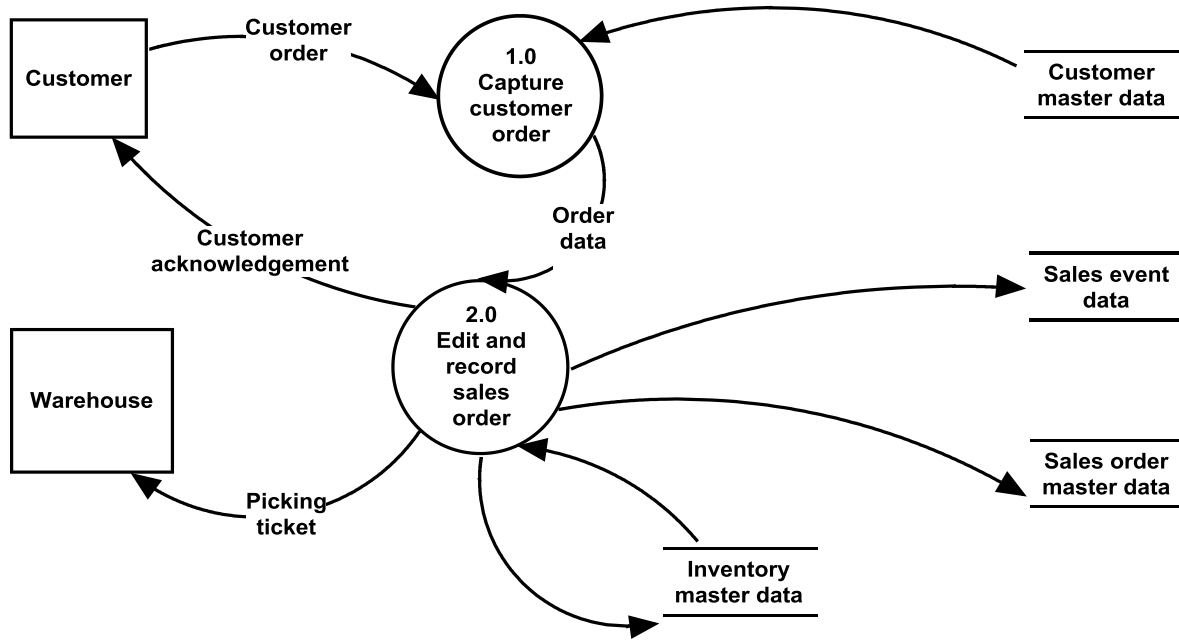 Customer
Customer
order
1.0
Capture
customer
order
Customer
master data
Order
data
Customer
acknowledgement
Sales event
data
2.0
Edit and
record
sales
order
Warehouse
Sales order
master data
Picking
ticket
Inventory
master data